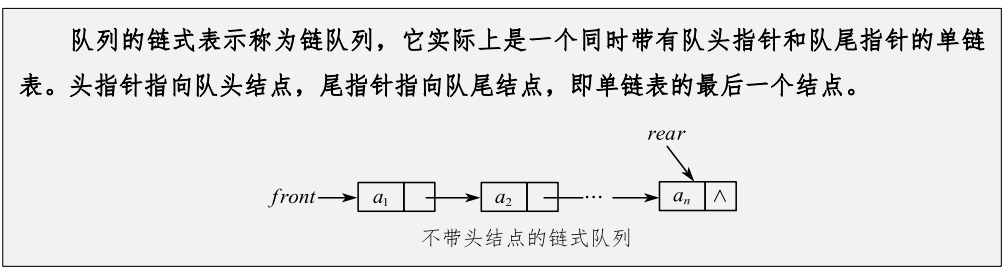 队列的链式表示称为链队列，它实际上是一个同时带有队头指针和队尾指针的单链
表。头指针指向队头结点，尾指针指向队尾结点，即单链表的最后一个结点。
rear
front a1 a2 ··· an ∧
不带头结点的链式队列